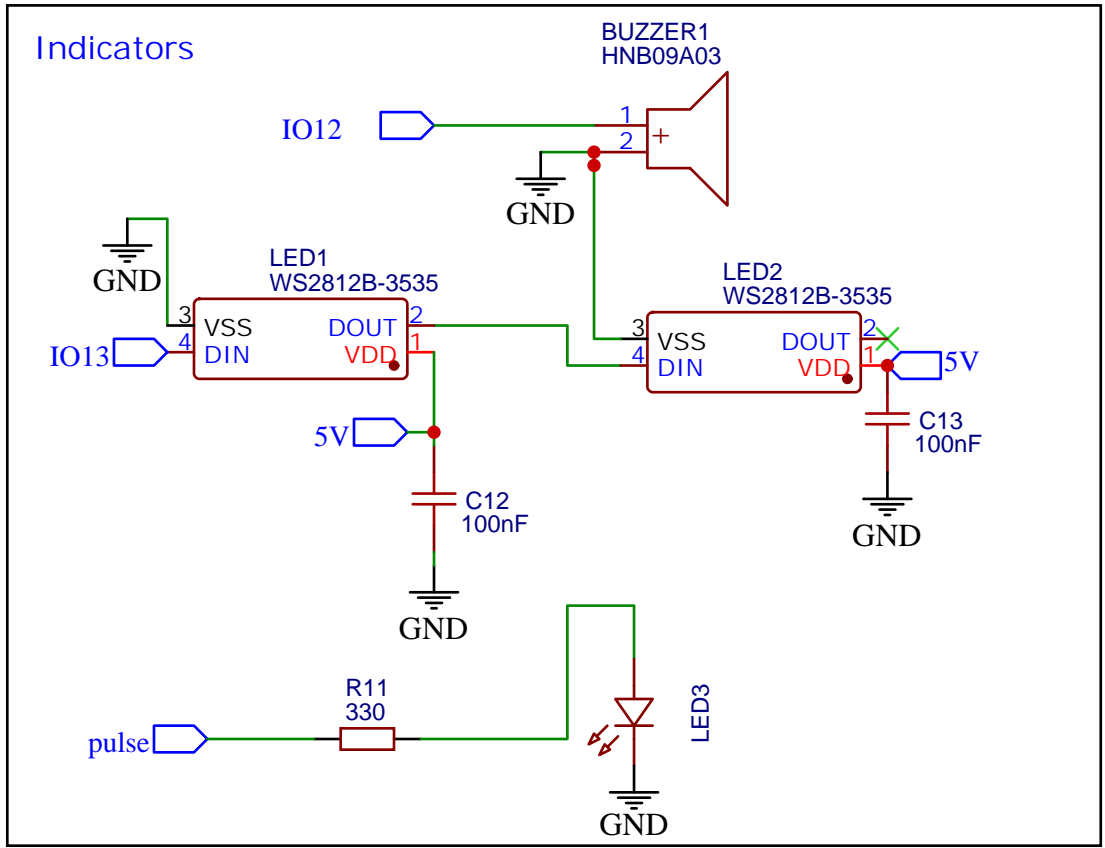 Indicators
BUZZER1
HNB09A03
IO12
1
2
+
GND
GND
LED1
WS2812B-3535
3
VSS
DOUT
2
IO13
4
DIN
VDD
1
LED2
WS2812B-3535
3
VSS
DOUT
2
4
DIN
VDD
1
5V
5V
C13
100nF
C12
100nF
GND
GND
R11
330
LED3
pulse
GND